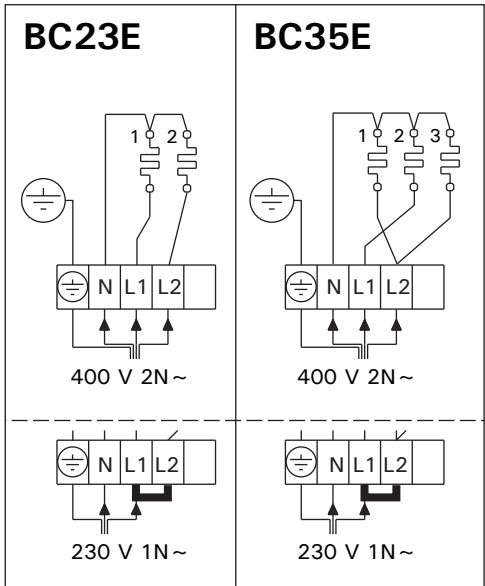 BC23E
BC35E
1 2
1 2 3
N L1 L2
N L1 L2
400 V 2N~
400 V 2N~
N L1 L2
N L1 L2
230 V 1N~
230 V 1N~